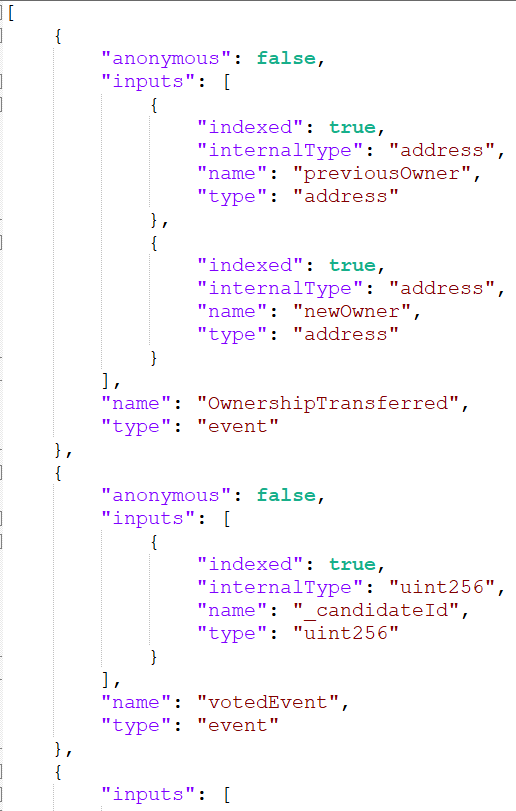 [
    {
        "anonymous": false,
        "inputs": [
            {
                "indexed": true,
                "internalType": "address",
                "name": "previousOwner",
                "type": "address"
            },
            {
                "indexed": true,
                "internalType": "address",
                "name": "newOwner",
                "type": "address"
            }
        ],
        "name": "OwnershipTransferred",
        "type": "event"
    },
    {
        "anonymous": false,
        "inputs": [
            {
                "indexed": true,
                "internalType": "uint256",
                "name": "_candidateId",
                "type": "uint256"
            }
        ],
        "name": "votedEvent",
        "type": "event"
    },
    {
        "inputs": [